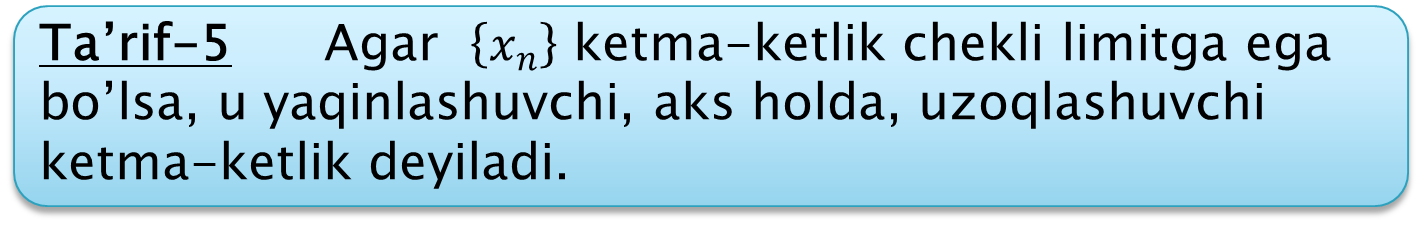 Ta’rif-5 Agar {xₙ} ketma-ketlik chekli limitga ega
bo’lsa, u yaqinlashuvchi, aks holda, uzoqlashuvchi
ketma-ketlik deyiladi.